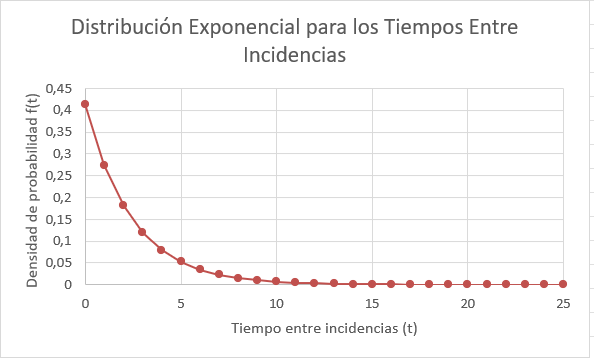 Distribución Exponencial para los Tiempos Entre
Incidencias
Densidad de probabilidad f(t)
0,45
0,4
0,35
0,3
0,25
0,2
0,15
0,1
0,05
0
0 5 10 15 20 25
Tiempo entre incidencias (t)